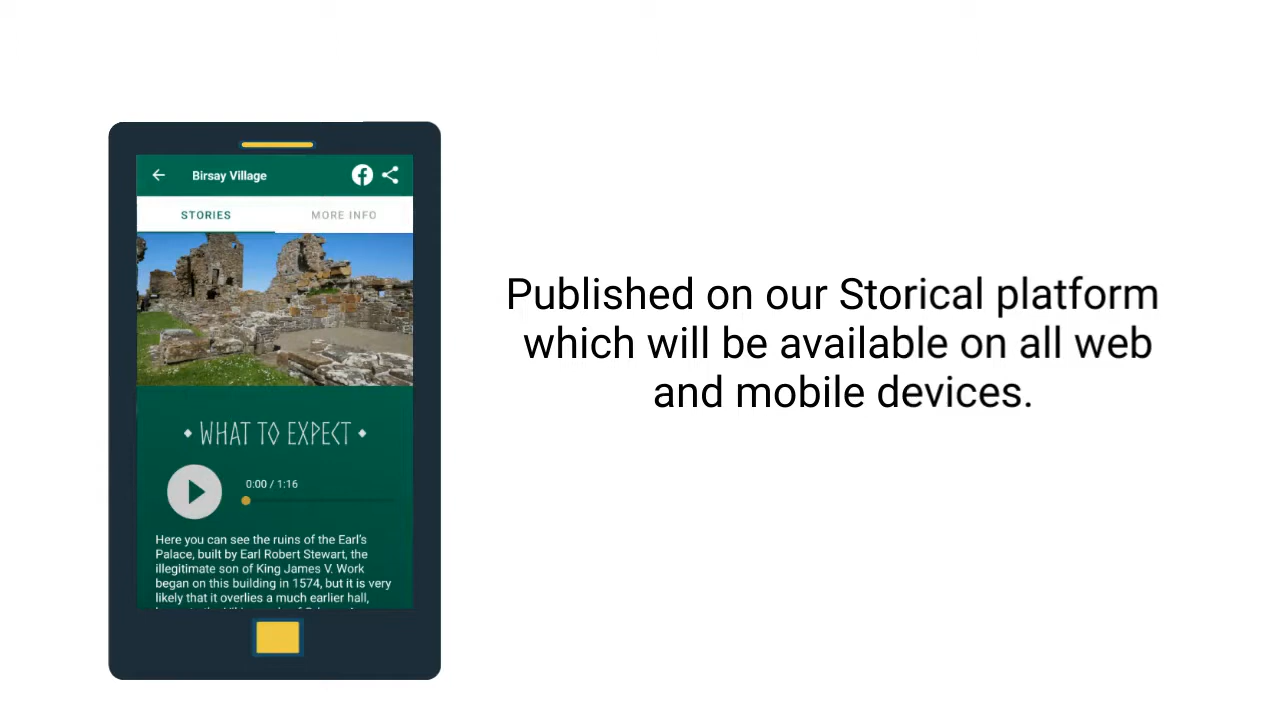 Birsay Village
STORIES
MORE INFO
WHAT TO EXPECT
0:00 / 1:16
Here you can see the ruins of the Earl's
Palace, built by Earl Robert Stewart, the
illegitimate son of King James V. Work
began on this building in 1574, but it is very
likely that it overlies a much earlier hall,
Published on our Storical platform
which will be available on all web
and mobile devices.